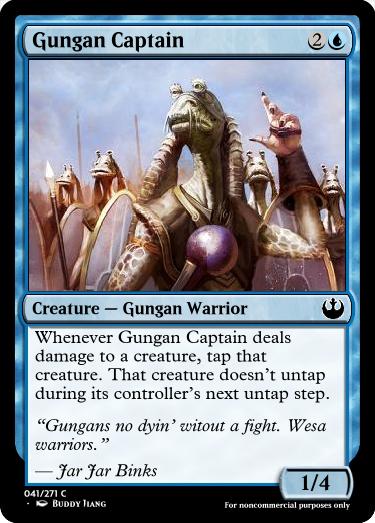 Gungan Captain 2
Creature — Gungan Warrior
Whenever Gungan Captain deals
damage to a creature, tap that
creature. That creature doesn’t untap
during its controller’s next untap step.
“Gungans no dyin’ witout a fight. Wesa
warriors.”
— Jar Jar Binks
1/4
041/271 C
· Buddy Jiang
For noncommercial purposes only